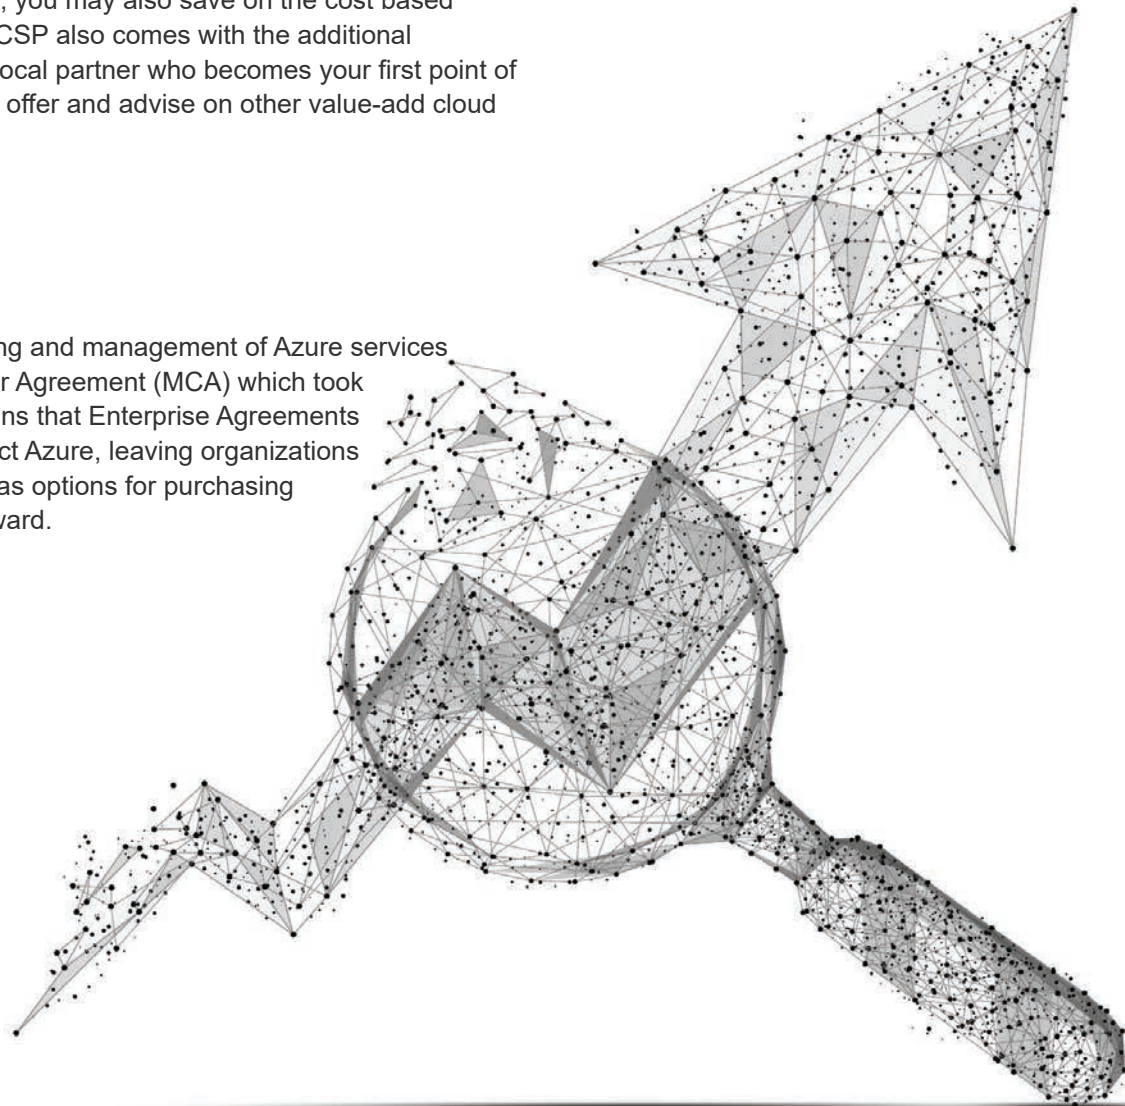 , you may also save on the cost based
CSP also comes with the additional
ocal partner who becomes your first point of
offer and advise on other value-add cloud
ng and management of Azure services
r Agreement (MCA) which took
ns that Enterprise Agreements
ct Azure, leaving organizations
as options for purchasing
ward.